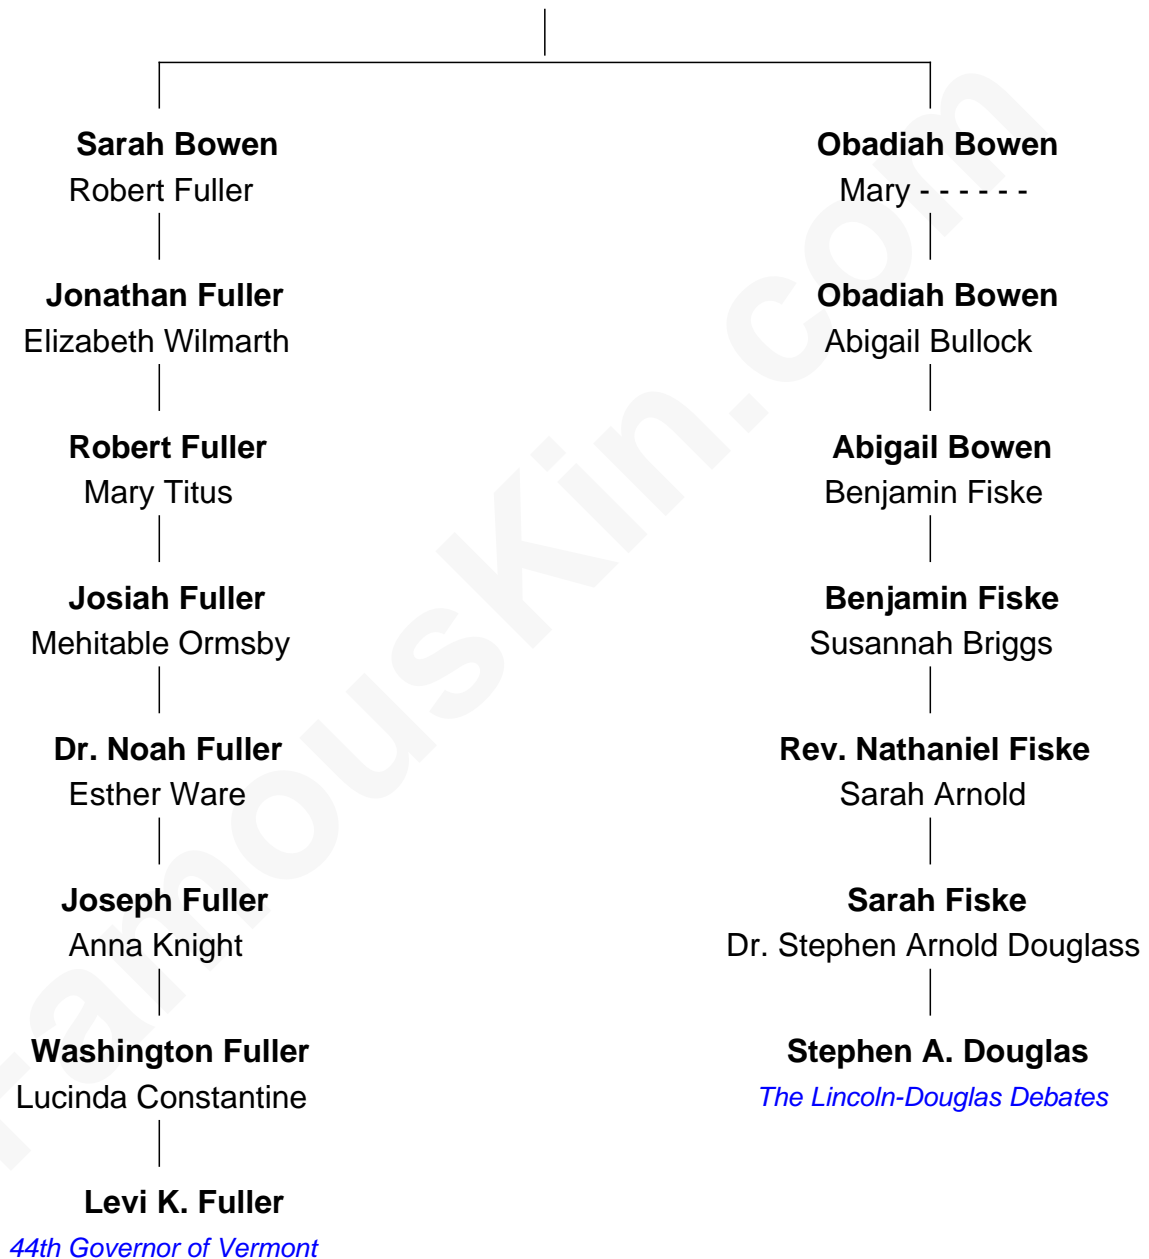 Sarah Bowen
Robert Fuller
Jonathan Fuller
Elizabeth Wilmarth
Robert Fuller
Mary Titus
Josiah Fuller
Mehitable Ormsby
Dr. Noah Fuller
Esther Ware
Joseph Fuller
Anna Knight
Washington Fuller
Lucinda Constantine
Levi K. Fuller
44th Governor of Vermont
Obadiah Bowen
Mary - - - - - -
Obadiah Bowen
Abigail Bullock
Abigail Bowen
Benjamin Fiske
Benjamin Fiske
Susannah Briggs
Rev. Nathaniel Fiske
Sarah Arnold
Sarah Fiske
Dr. Stephen Arnold Douglass
Stephen A. Douglas
The Lincoln-Douglas Debates
FamousKin.com